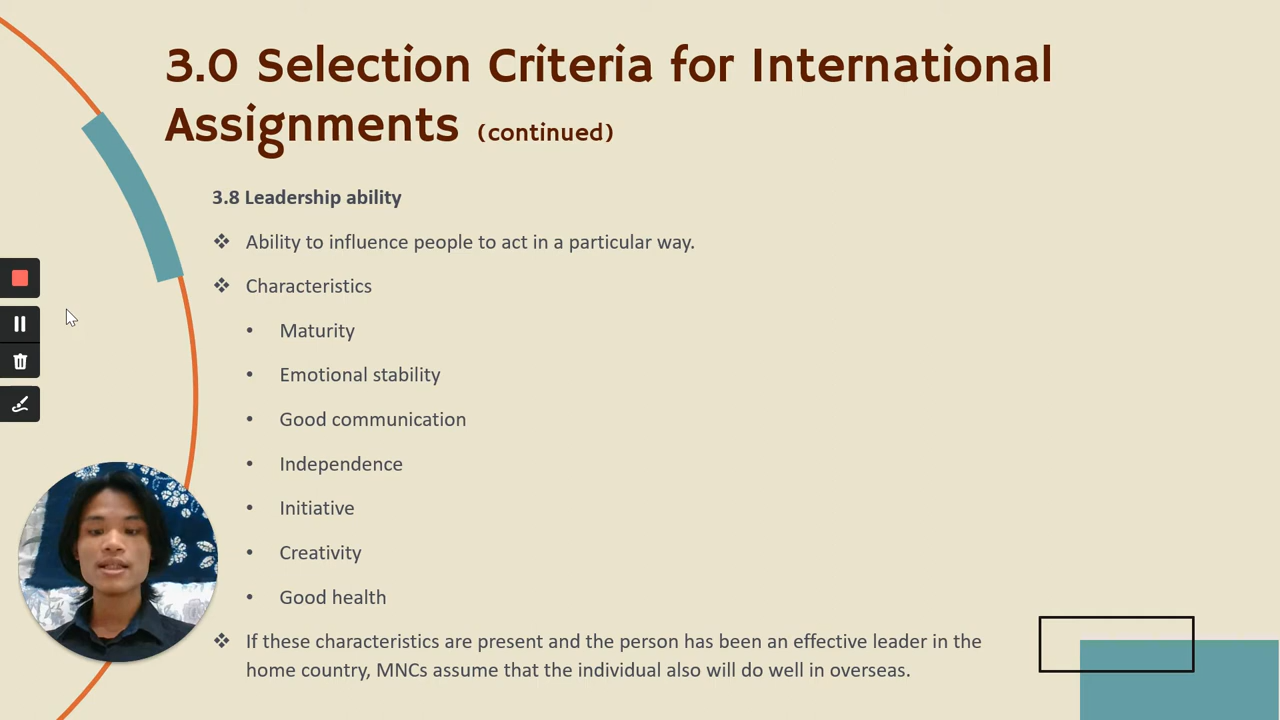 3.0 Selection Criteria for International
Assignments (continued)
3.8 Leadership ability
❖ Ability to influence people to act in a particular way.
❖ Characteristics
• Maturity
• Emotional stability
• Good communication
• Independence
• Initiative
• Creativity
• Good health
❖ If these characteristics are present and the person has been an effective leader in the
home country, MNCs assume that the individual also will do well in overseas.